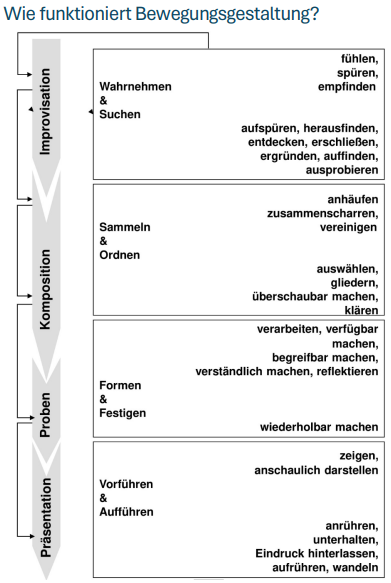 Wie funktioniert Bewegungsgestaltung?
Improvisation
Wahrnehmen
&
Suchen
fühlen,
spüren,
empfinden
aufspüren, herausfinden,
entdecken, erschließen,
ergründen, auffinden,
ausprobieren
Komposition
Sammeln
&
Ordnen
anhäufen
zusammenscharren,
vereinigen
auswählen,
gliedern,
überschaubar machen,
klären
Proben
Formen
&
Festigen
verarbeiten, verfügbar
machen,
begreifbar machen,
verständlich machen, reflektieren
wiederholbar machen
Präsentation
Vorführen
&
Aufführen
zeigen,
anschaulich darstellen
anrühren,
unterhalten,
Eindruck hinterlassen,
aufrühren, wandeln